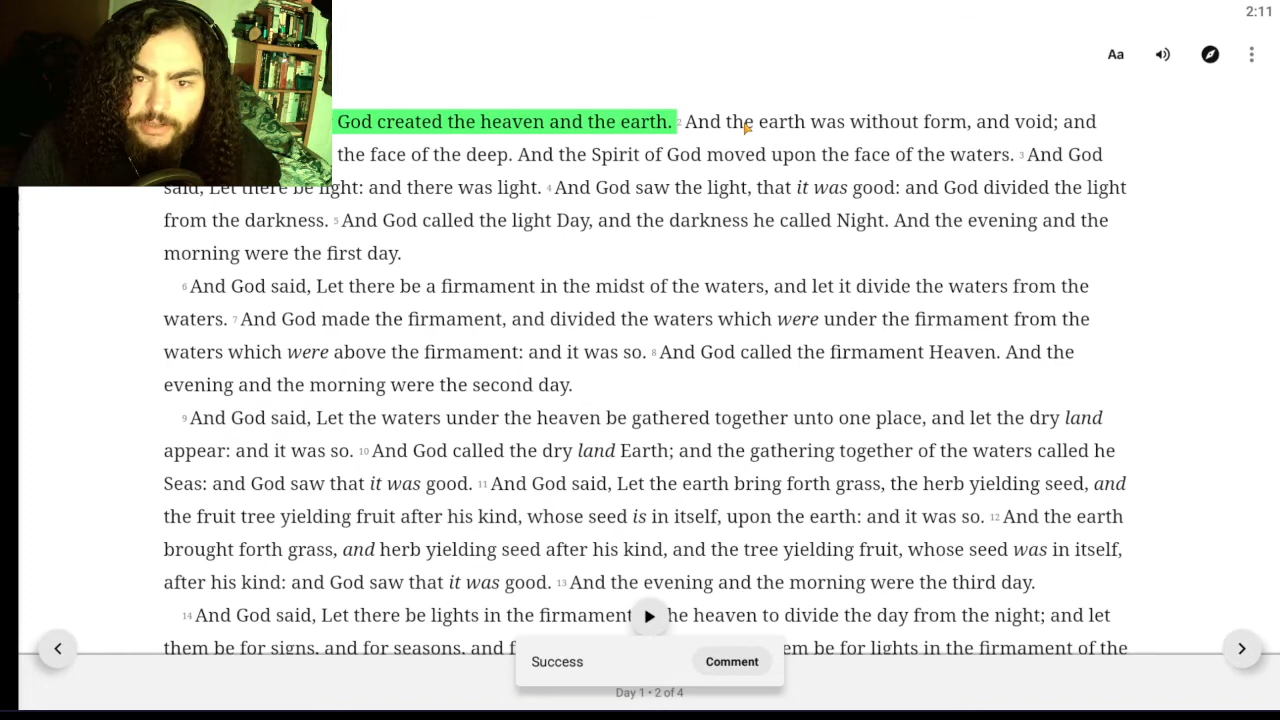 2:11
Aa
God created the heaven and the earth. 2 And the earth was without form, and void; and
the face of the deep. And the Spirit of God moved upon the face of the waters. 3 And God
said, Let there be light: and there was light. 4 And God saw the light, that it was good: and God divided the light
from the darkness. 5 And God called the light Day, and the darkness he called Night. And the evening and the
morning were the first day.
6 And God said, Let there be a firmament in the midst of the waters, and let it divide the waters from the
waters. 7 And God made the firmament, and divided the waters which were under the firmament from the
waters which were above the firmament: and it was so. 8 And God called the firmament Heaven. And the
evening and the morning were the second day.
9 And God said, Let the waters under the heaven be gathered together unto one place, and let the dry land
appear: and it was so. 10 And God called the dry land Earth; and the gathering together of the waters called he
Seas: and God saw that it was good. 11 And God said, Let the earth bring forth grass, the herb yielding seed, and
the fruit tree yielding fruit after his kind, whose seed is in itself, upon the earth: and it was so. 12 And the earth
brought forth grass, and herb yielding seed after his kind, and the tree yielding fruit, whose seed was in itself,
after his kind: and God saw that it was good. 13 And the evening and the morning were the third day.
14 And God said, Let there be lights in the firmament he heaven to divide the day from the night; and let
them be for signs, and for seasons, and f em be for lights in the firmament of the
Success Comment
Day 1 • 2 of 4